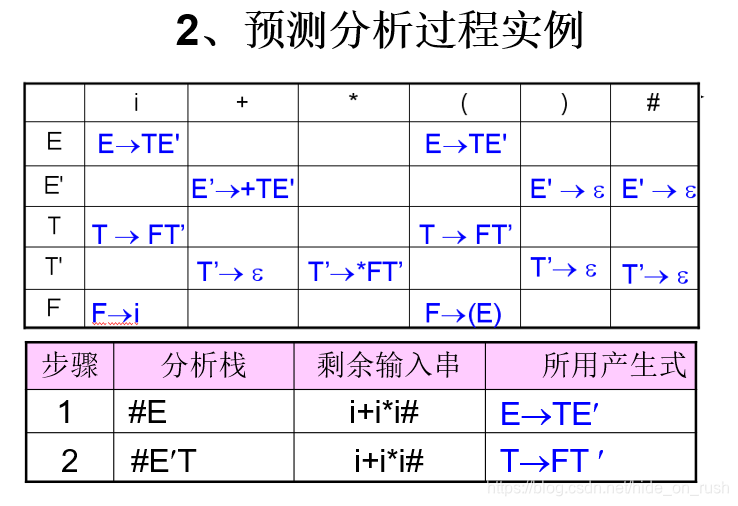 2、预测分析过程实例
i + * ( ) #
E E→TE' E→TE'
E' E’→+TE' E' → ε E' → ε
T T → FT’ T → FT’
T' T’→ ε T’→*FT’ T’→ ε T’→ ε
F F→i F→(E)
步骤 分析栈 剩余输入串 所用产生式
1 #E i+i*i# E→TE′
2 #E′T i+i*i# T→FT ′
https://blog.csdn.net/hide_on_rush